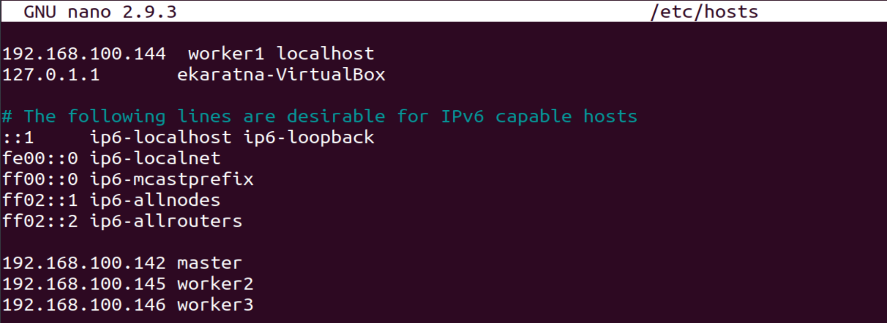 GNU nano 2.9.3 /etc/hosts
192.168.100.144  worker1 localhost
127.0.1.1       ekaratna-VirtualBox
# The following lines are desirable for IPv6 capable hosts
::1     ip6-localhost ip6-loopback
fe00::0 ip6-localnet
ff00::0 ip6-mcastprefix
ff02::1 ip6-allnodes
ff02::2 ip6-allrouters
192.168.100.142 master
192.168.100.145 worker2
192.168.100.146 worker3